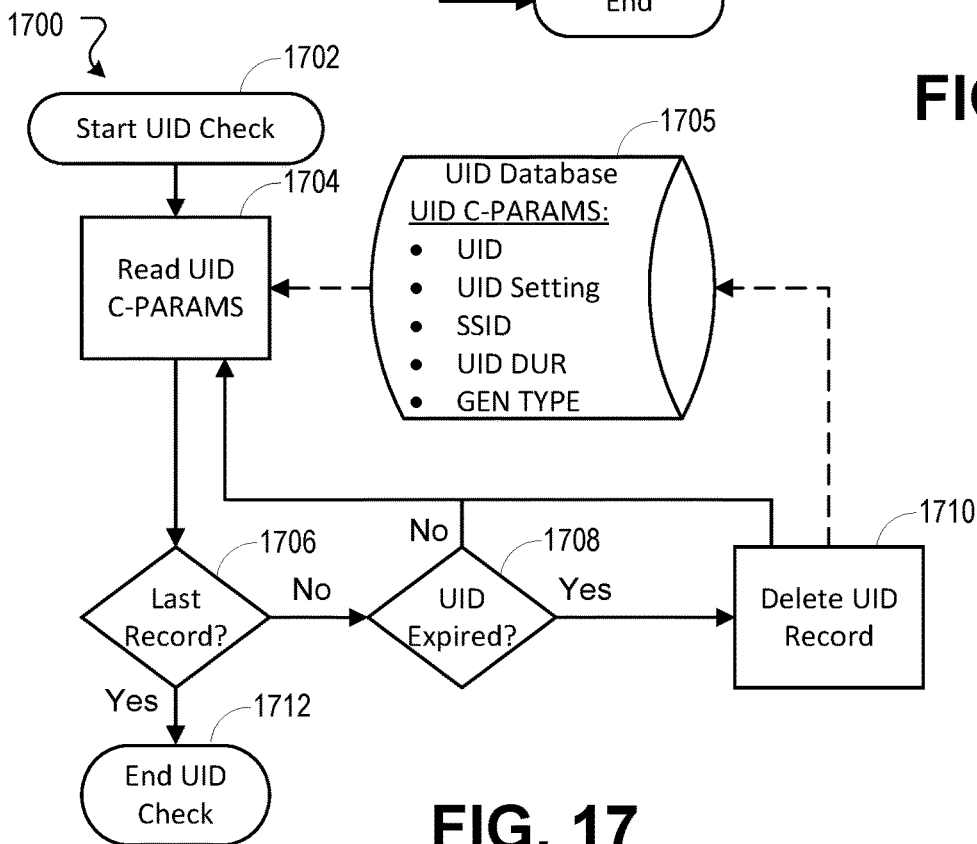 End
1700
1702
FIG
Start UID Check
1705
1704
UID Database
UID C-PARAMS:
• UID
• UID Setting
• SSID
• UID DUR
• GEN TYPE
Read UID
C-PARAMS
1710
No
1706
1708
Last
Record?
No
UID
Expired?
Yes
Delete UID
Record
Yes
1712
End UID
Check
FIG. 17